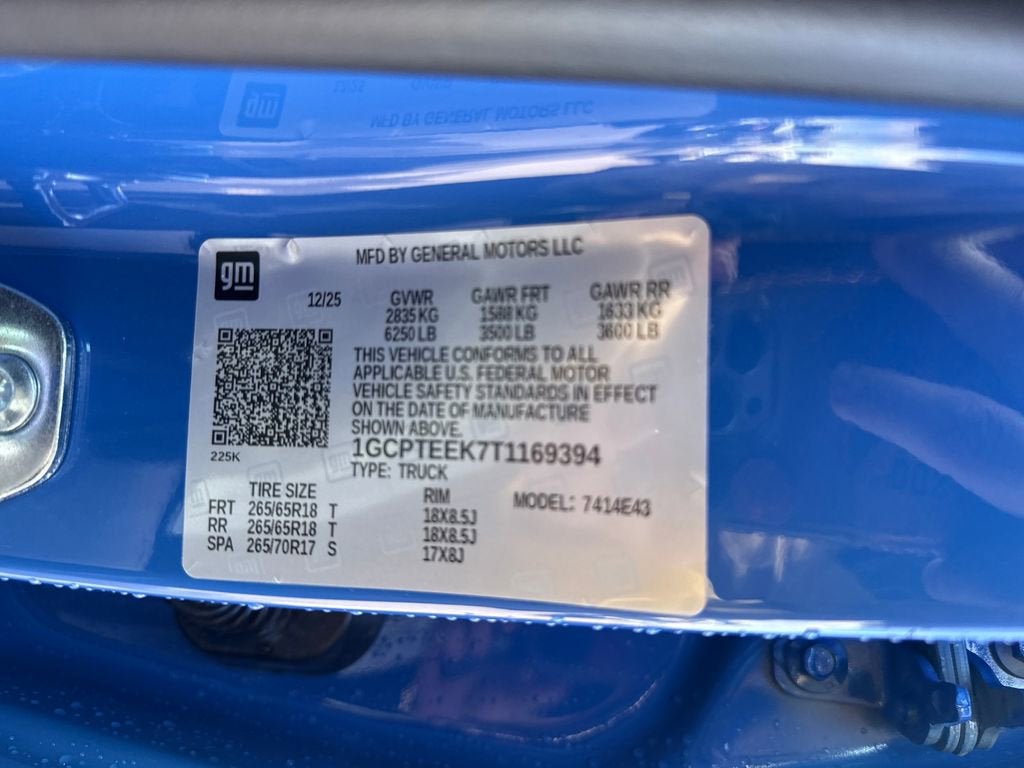 gm
MFD BY GENERAL MOTORS LLC
12/25
GVWR GAWR FRT GAWR RR
2835 KG 1588 KG 1633 KG
6250 LB 3500 LB 3600 LB
THIS VEHICLE CONFORMS TO ALL
APPLICABLE U.S. FEDERAL MOTOR
VEHICLE SAFETY STANDARDS IN EFFECT
ON THE DATE OF MANUFACTURE
SHOWN ABOVE.
225K
1GCPTEEK7T1169394
TYPE: TRUCK
TIRE SIZE RIM MODEL: 7414E43
FRT 265/65R18 T 18X8.5J
RR 265/65R18 T 18X8.5J
SPA 265/70R17 S 17X8J